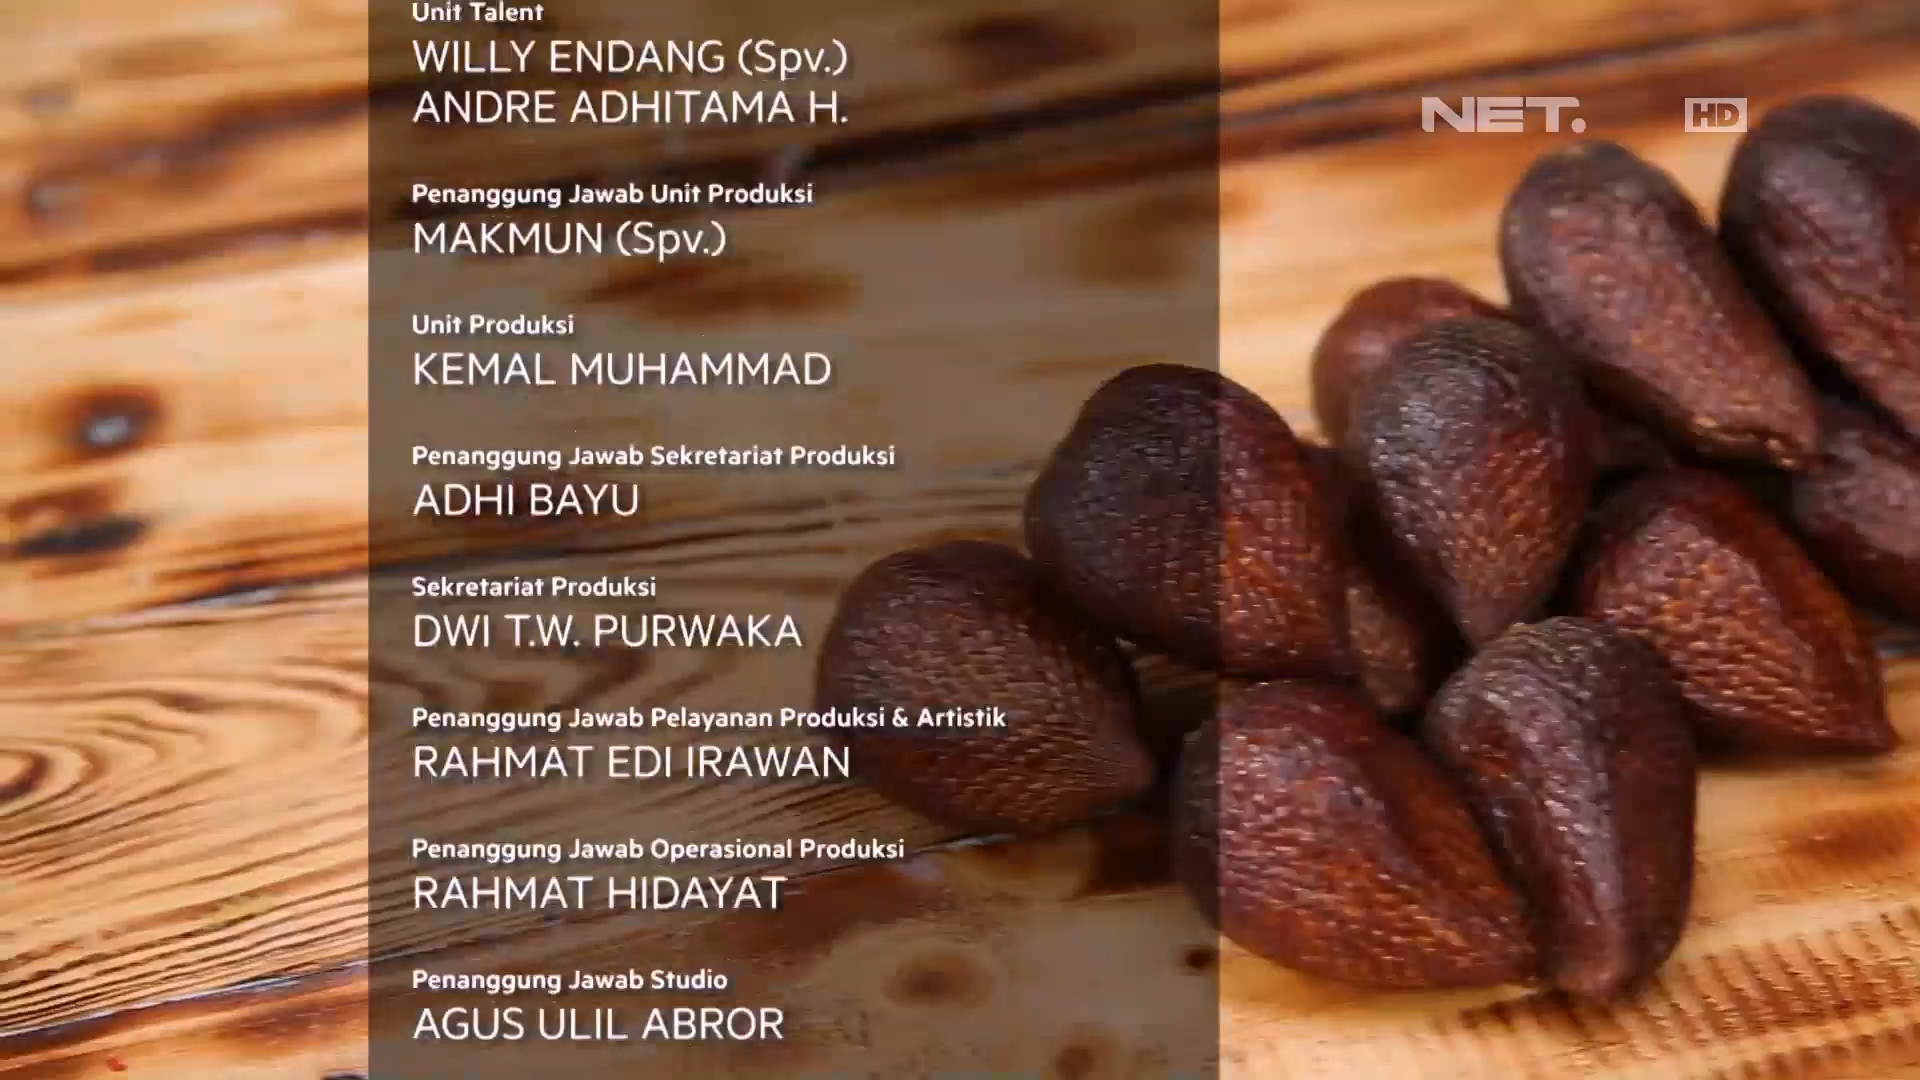 Unit Talent
WILLY ENDANG (Spv.)
ANDRE ADHITAMA H.
Penanggung Jawab Unit Produksi
MAKMUN (Spv.)
Unit Produksi
KEMAL MUHAMMAD
Penanggung Jawab Sekretariat Produksi
ADHI BAYU
Sekretariat Produksi
DWI T.W. PURWAKA
Penanggung Jawab Pelayanan Produksi & Artistik
RAHMAT EDI IRAWAN
Penanggung Jawab Operasional Produksi
RAHMAT HIDAYAT
Penanggung Jawab Studio
AGUS ULIL ABROR
NET.
HD